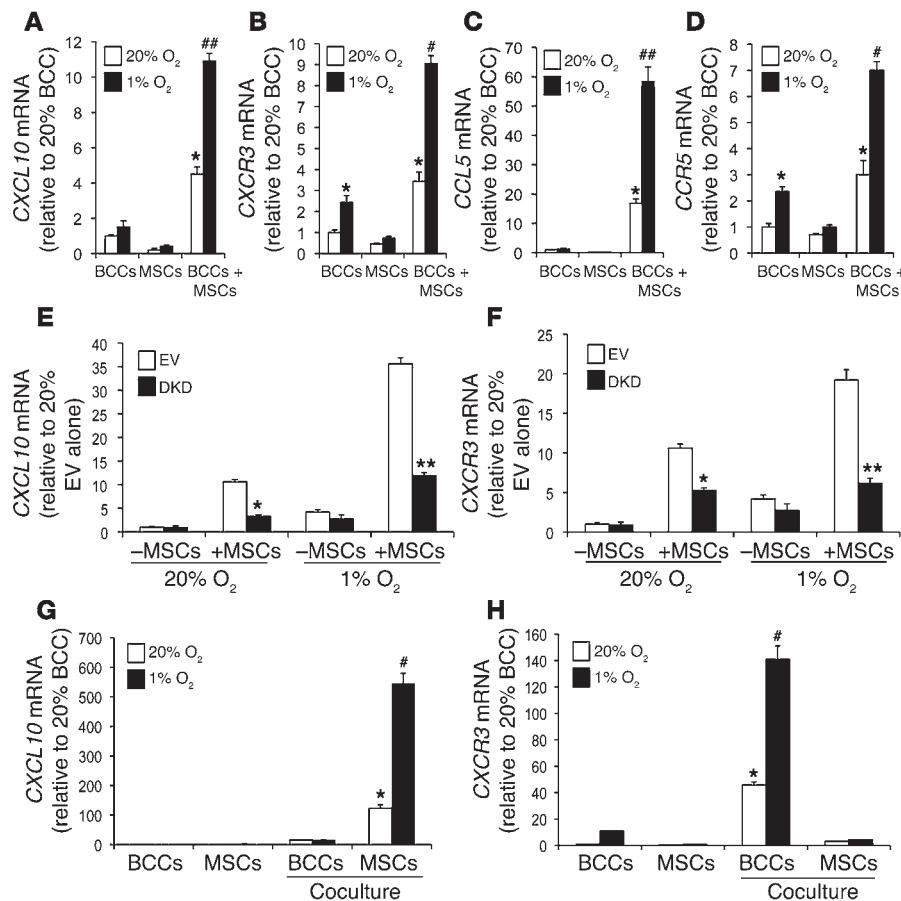 A
CXCL10 mRNA
(relative to 20% BCC)
12
10
8
6
4
2
0
20% O2
1% O2
*
##
BCCs MSCs BCCs +
MSCs
B
CXCR3 mRNA
(relative to 20% BCC)
10
9
8
7
6
5
4
3
2
1
0
20% O2
1% O2
*
*
#
BCCs MSCs BCCs +
MSCs
C
CCL5 mRNA
(relative to 20% BCC)
70
60
50
40
30
20
10
0
20% O2
1% O2
*
##
BCCs MSCs BCCs +
MSCs
D
CCR5 mRNA
(relative to 20% BCC)
8
7
6
5
4
3
2
1
0
20% O2
1% O2
*
*
#
BCCs MSCs BCCs +
MSCs
E
CXCL10 mRNA
(relative to 20%
EV alone)
40
35
30
25
20
15
10
5
0
EV
DKD
*
**
–MSCs +MSCs –MSCs +MSCs
20% O2 1% O2
F
CXCR3 mRNA
(relative to 20%
EV alone)
25
20
15
10
5
0
EV
DKD
*
**
–MSCs +MSCs –MSCs +MSCs
20% O2 1% O2
G
CXCL10 mRNA
(relative to 20% BCC)
700
600
500
400
300
200
100
0
20% O2
1% O2
*
#
BCCs MSCs BCCs MSCs
Coculture
H
CXCR3 mRNA
(relative to 20% BCC)
160
140
120
100
80
60
40
20
0
20% O2
1% O2
*
#
BCCs MSCs BCCs MSCs
Coculture